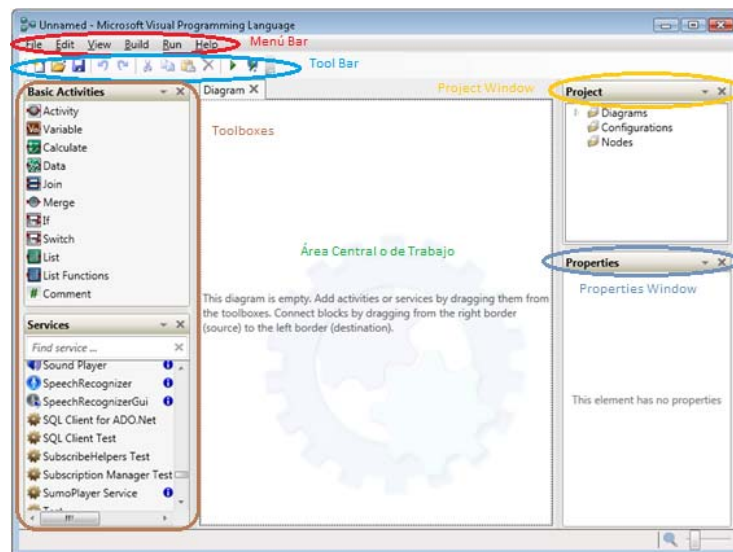 Unnamed - Microsoft Visual Programming Language
File Edit View Build Run Help Menú Bar
Tool Bar
Basic Activities
Activity
Variable
Calculate
Data
Join
Merge
If
Switch
List
List Functions
Comment
Services
Find service ...
Sound Player
SpeechRecognizer
SpeechRecognizerGui
SQL Client for ADO.Net
SQL Client Test
SubscribeHelpers Test
Subscription Manager Test
SumoPlayer Service
Diagram
Project Window
Toolboxes
Área Central o de Trabajo
This diagram is empty. Add activities or services by dragging them from
the toolboxes. Connect blocks by dragging from the right border
(source) to the left border (destination).
Project
Diagrams
Configurations
Nodes
Properties
Properties Window
This element has no properties